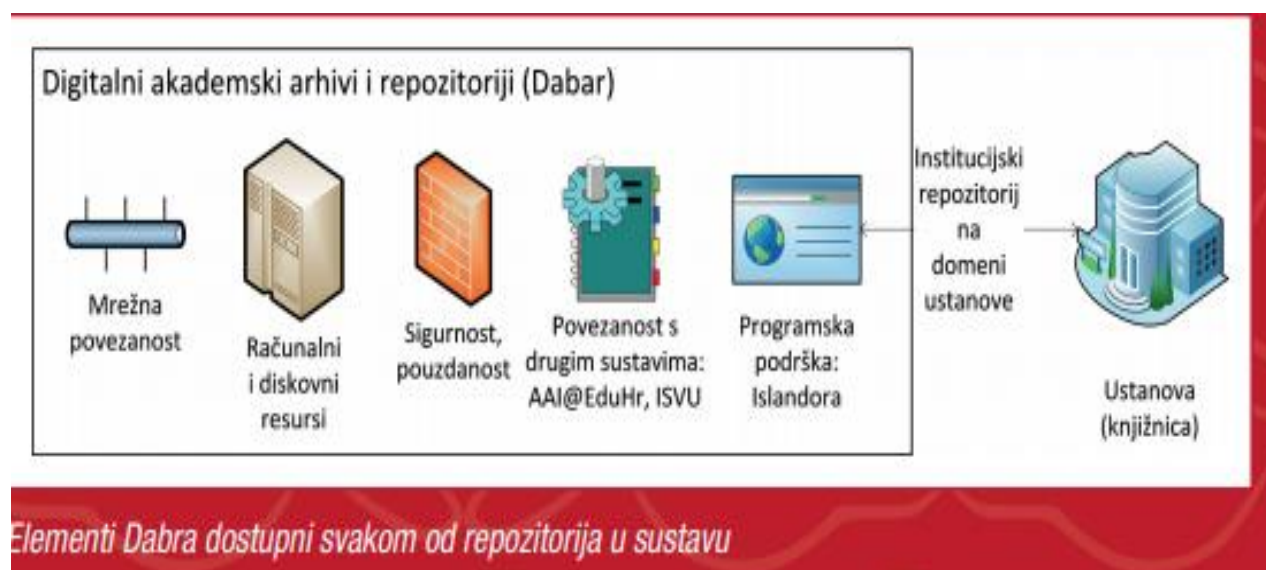 Digitalni akademski arhivi i repozitoriji (Dabar)
Mrežna
povezanost
Računalni
i diskovni
resursi
Sigurnost,
pouzdanost
Povezanost s
drugim sustavima:
AAI@EduHr, ISVU
Programska
podrška:
Islandora
Institucijski
repozitorij
na
domeni
ustanove
Ustanova
(knjižnica)
Elementi Dabra dostupni svakom od repozitorija u sustavu